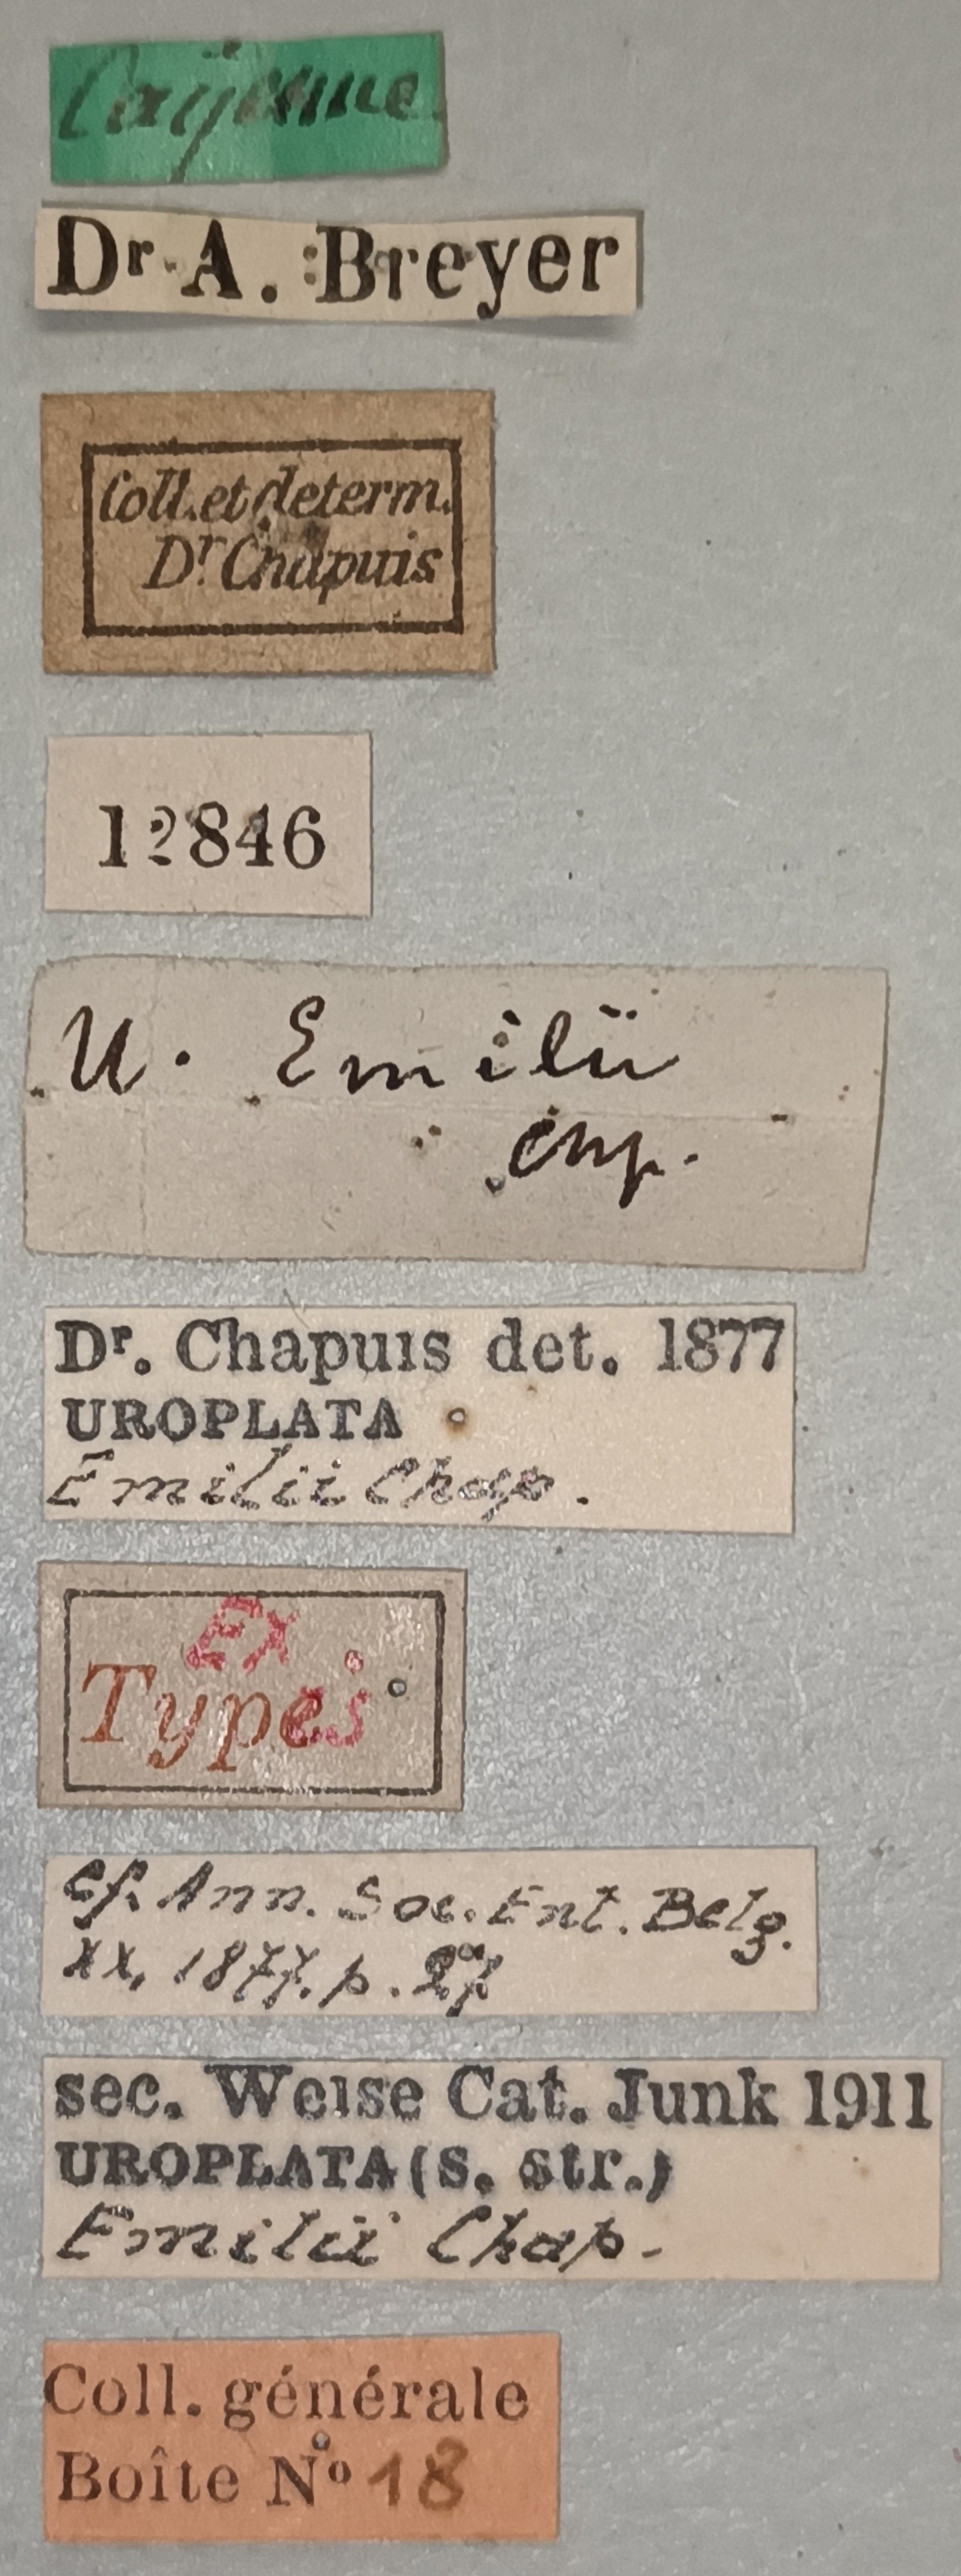 Cayenne.
Dr A. Breyer
Coll. et determ.
Dr. Chapuis
12846
U. Emilii
Chp.
Dr. Chapuis det. 1877
UROPLATA
Emilii Chap.
Ex
Types
cf. Ann. Soc. Ent. Belg.
XX, 1877. p. 27
sec. Weise Cat. Junk 1911
UROPLATA (s. str.)
Emilii Chap.
Coll. générale
Boîte No 18